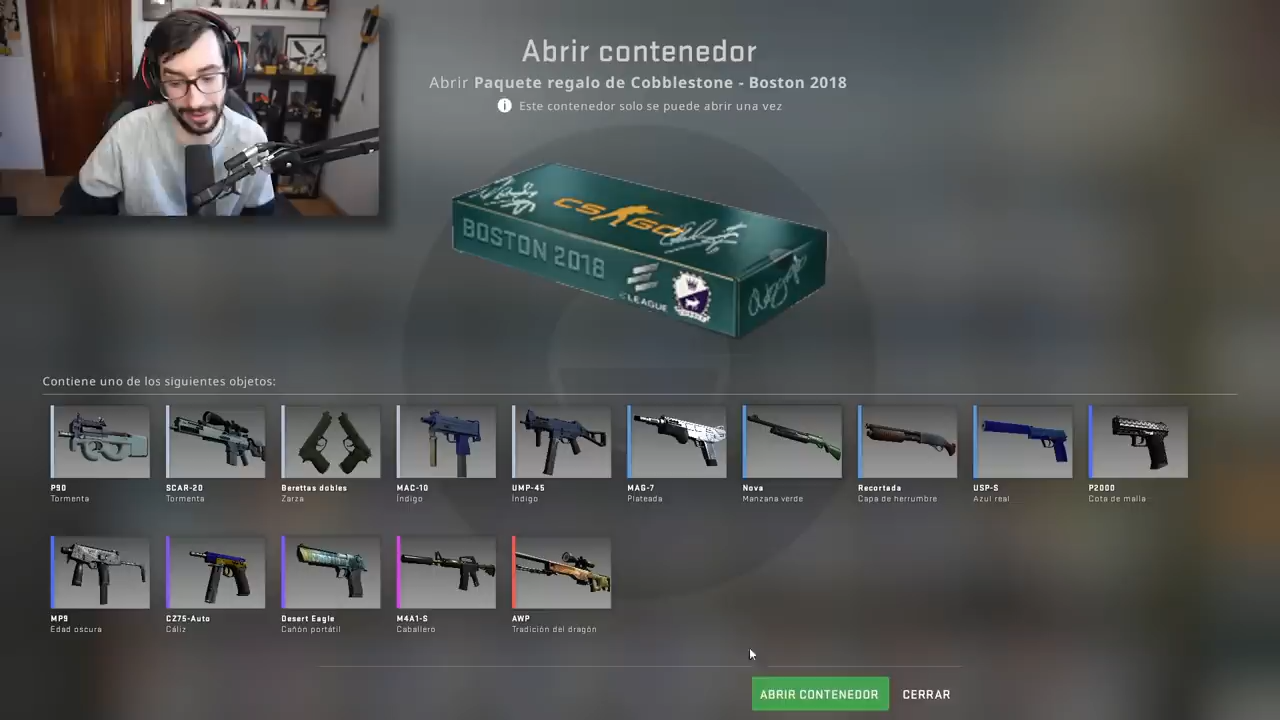 Abrir contenedor
Abrir Paquete regalo de Cobblestone - Boston 2018
Este contenedor solo se puede abrir una vez
CS GO
BOSTON 2018
ELEAGUE
Contiene uno de los siguientes objetos:
P90
Tormenta
SCAR-20
Tormenta
Berettas dobles
Zarza
MAC-10
Índigo
UMP-45
Índigo
MAG-7
Plateada
Nova
Manzana verde
Recortada
Capa de herrumbre
USP-S
Azul real
P2000
Cota de malla
MP9
Edad oscura
CZ75-Auto
Cáliz
Desert Eagle
Cañón portátil
M4A1-S
Caballero
AWP
Tradición del dragón
ABRIR CONTENEDOR
CERRAR